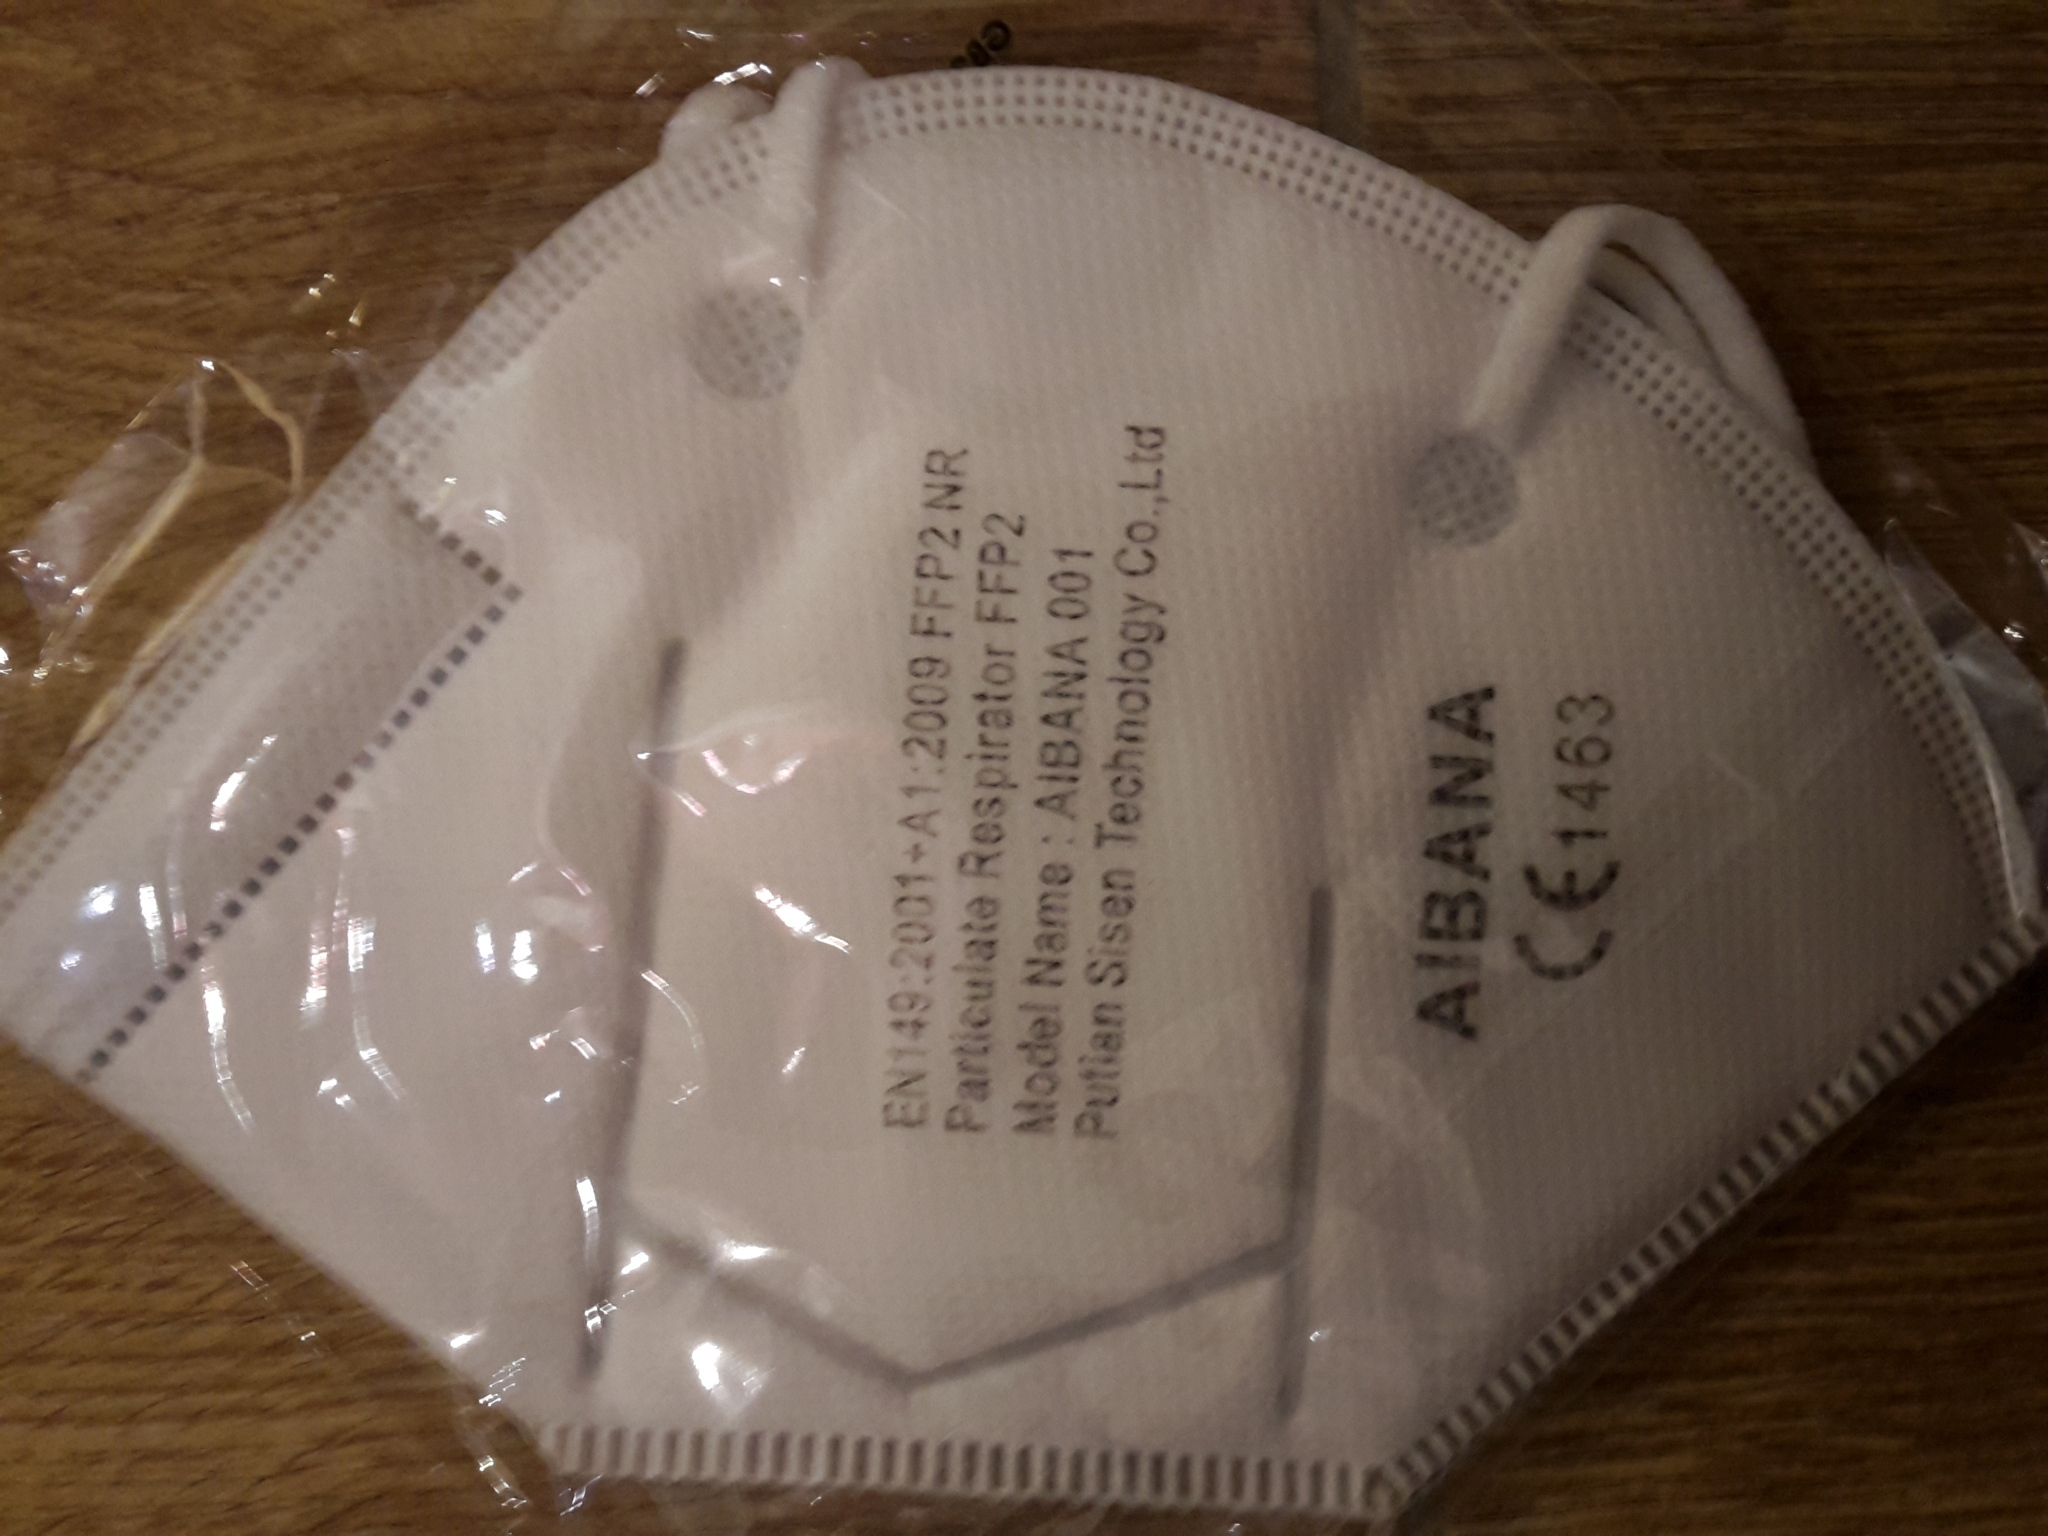 EN149:2001+A1:2009 FFP2 NR
Particulate Respirator FFP2
Model Name : AIBANA 001
Putian Sisen Technology Co.,Ltd
AIBANA
CE1463